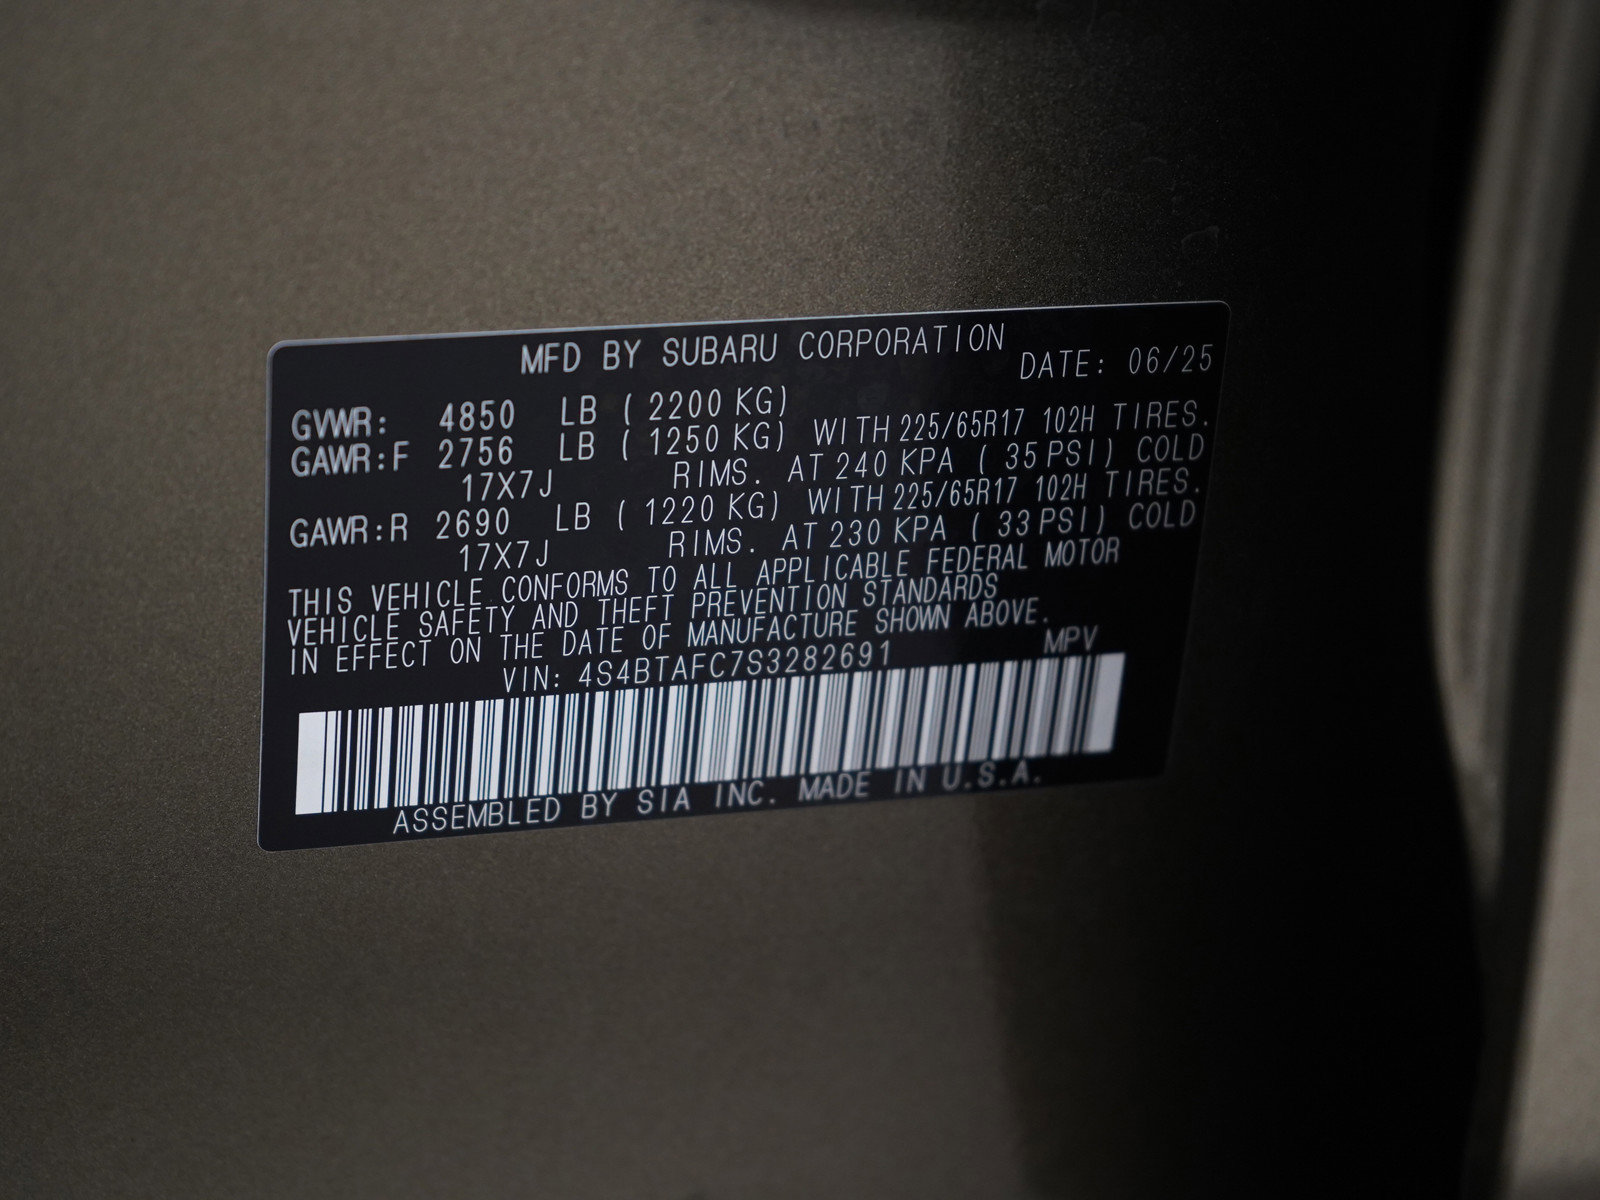 MFD BY SUBARU CORPORATION
DATE: 06/25
GVWR: 4850 LB ( 2200 KG)
GAWR:F 2756 LB ( 1250 KG) WITH 225/65R17 102H TIRES.
17X7J RIMS. AT 240 KPA ( 35 PSI) COLD
GAWR:R 2690 LB ( 1220 KG) WITH 225/65R17 102H TIRES.
17X7J RIMS. AT 230 KPA ( 33 PSI) COLD
THIS VEHICLE CONFORMS TO ALL APPLICABLE FEDERAL MOTOR
VEHICLE SAFETY AND THEFT PREVENTION STANDARDS
IN EFFECT ON THE DATE OF MANUFACTURE SHOWN ABOVE.
VIN: 4S4BTAFC7S3282691 MPV
ASSEMBLED BY SIA INC. MADE IN U.S.A.